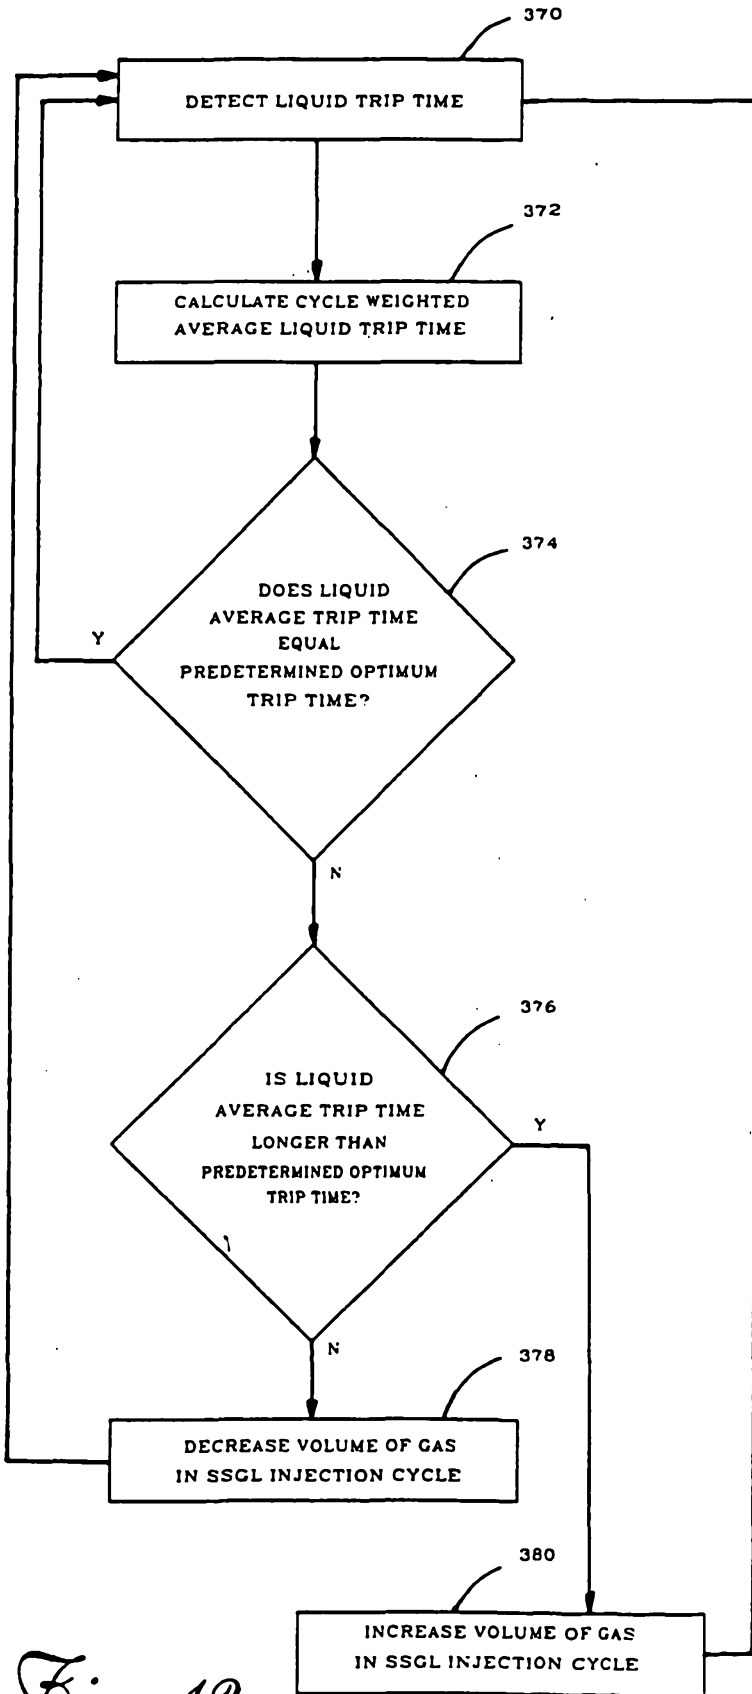 370
DETECT LIQUID TRIP TIME
372
CALCULATE CYCLE WEIGHTED
AVERAGE LIQUID TRIP TIME
374
DOES LIQUID
AVERAGE TRIP TIME
EQUAL
PREDETERMINED OPTIMUM
TRIP TIME?
Y
N
376
IS LIQUID
AVERAGE TRIP TIME
LONGER THAN
PREDETERMINED OPTIMUM
TRIP TIME?
Y
N
378
DECREASE VOLUME OF GAS
IN SSGL INJECTION CYCLE
380
INCREASE VOLUME OF GAS
IN SSGL INJECTION CYCLE